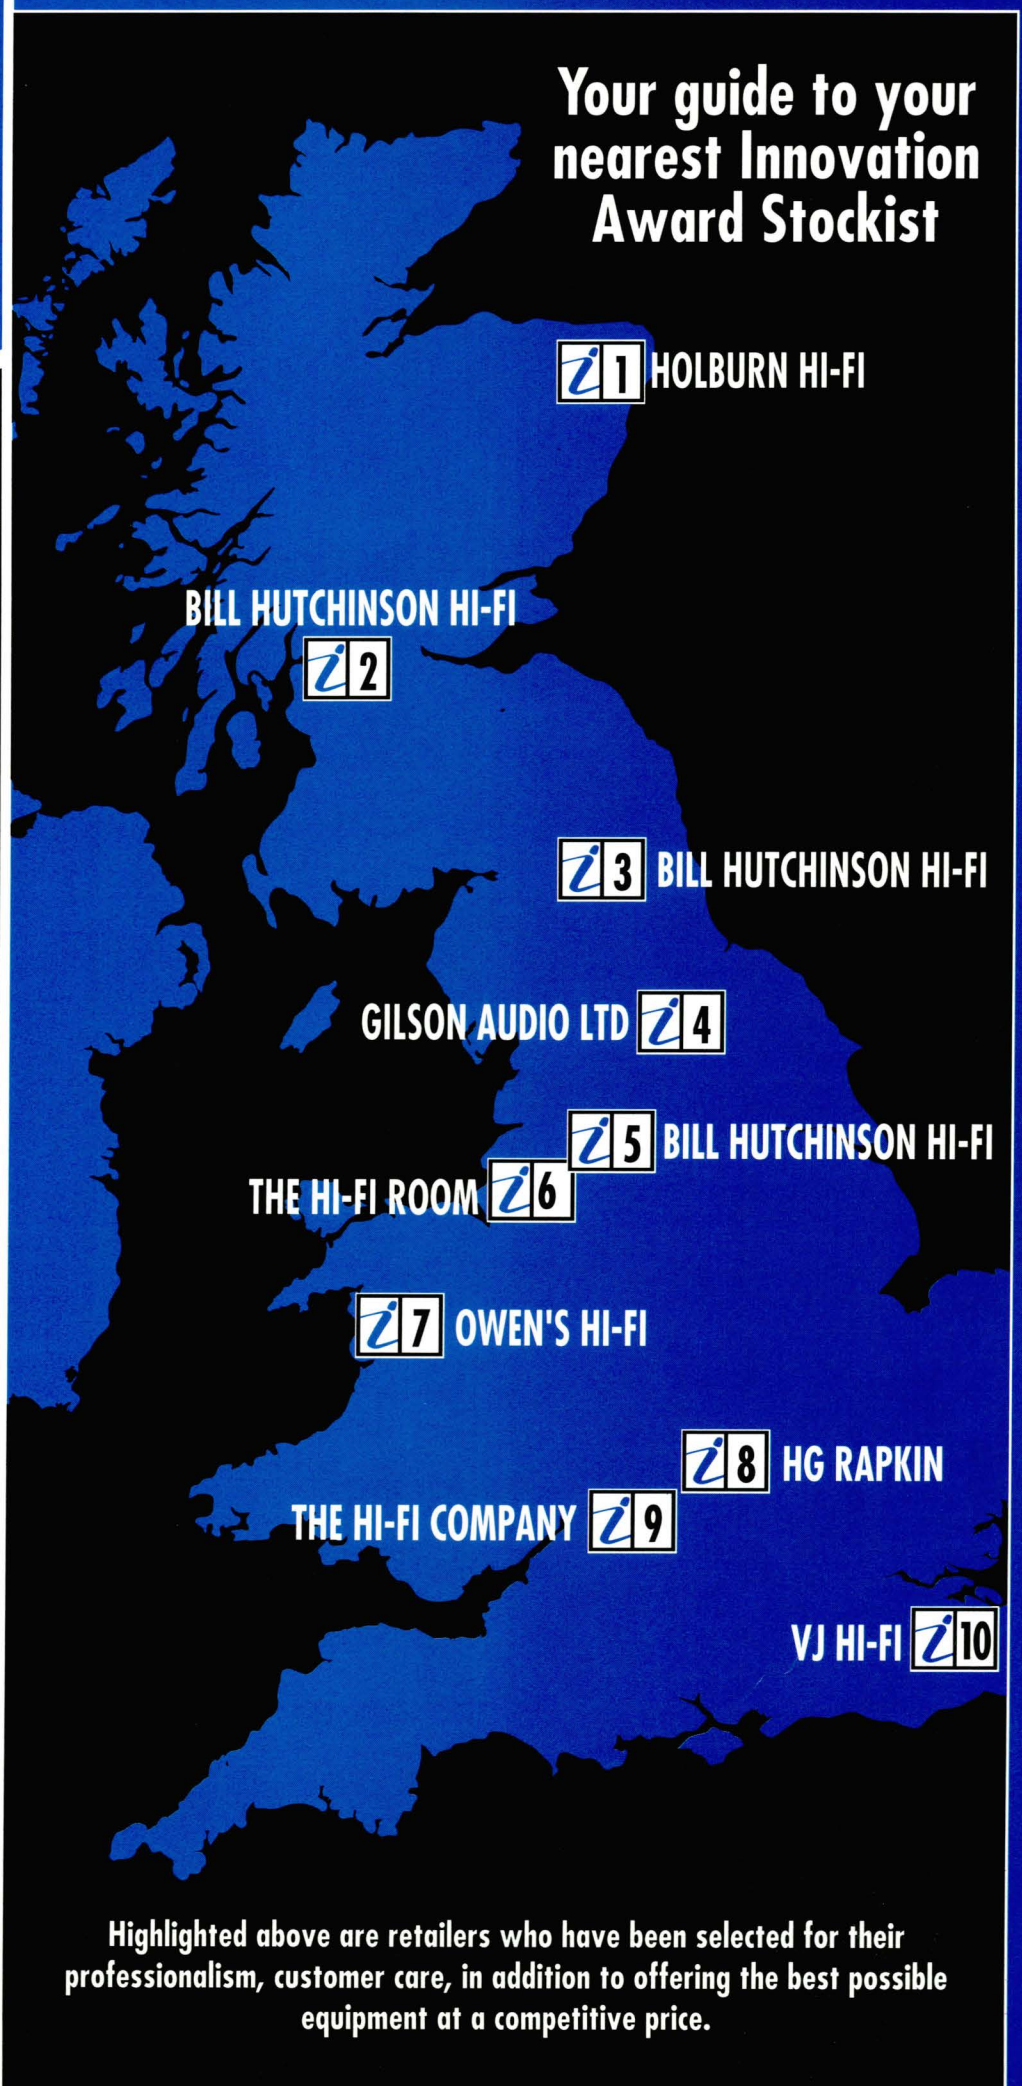 Your guide to your
nearest Innovation
Award Stockist
i 1 HOLBURN HI-FI
BILL HUTCHINSON HI-FI
i 2
i 3 BILL HUTCHINSON HI-FI
GILSON AUDIO LTD i 4
i 5 BILL HUTCHINSON HI-FI
THE HI-FI ROOM i 6
i 7 OWEN'S HI-FI
i 8 HG RAPKIN
THE HI-FI COMPANY i 9
VJ HI-FI i 10
Highlighted above are retailers who have been selected for their
professionalism, customer care, in addition to offering the best possible
equipment at a competitive price.